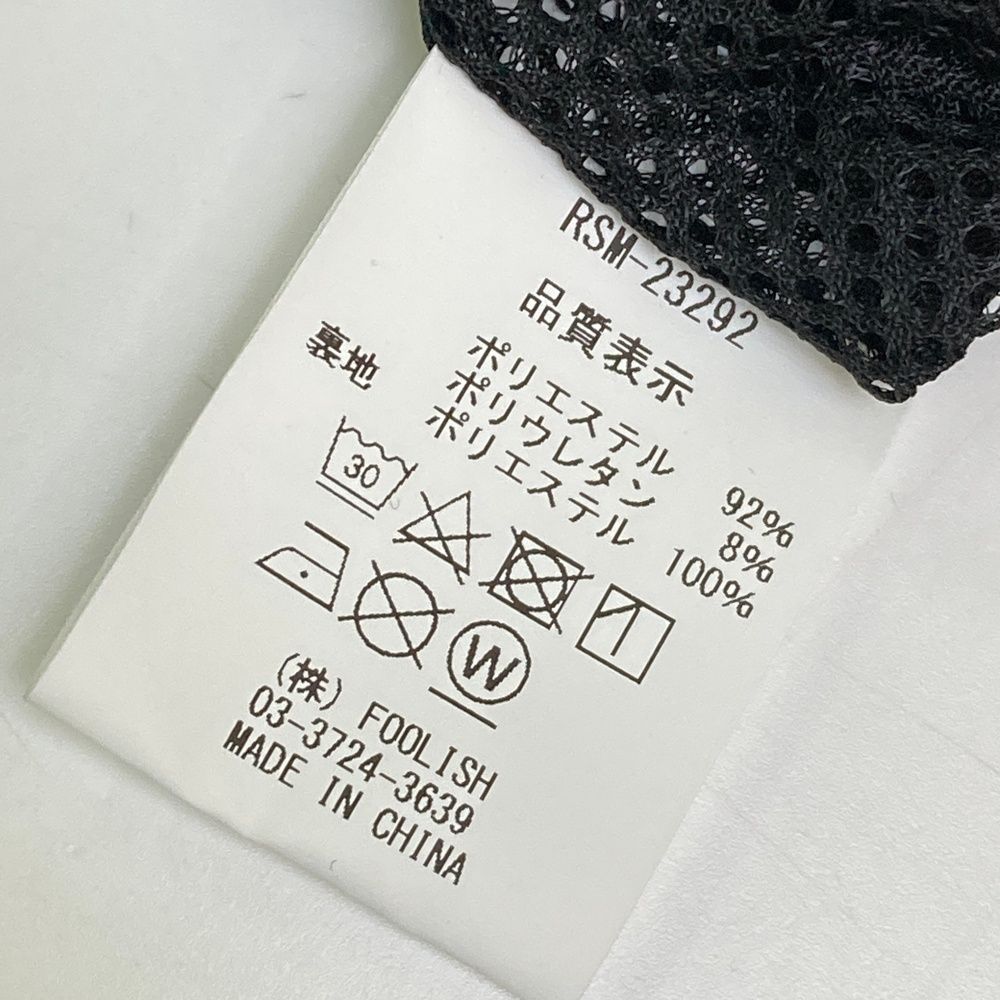 RSM-23292
品質表示
ポリエステル 92%
ポリウレタン 8%
裏地 ポリエステル 100%
30
W
(株) FOOLISH
03-3724-3639
MADE IN CHINA